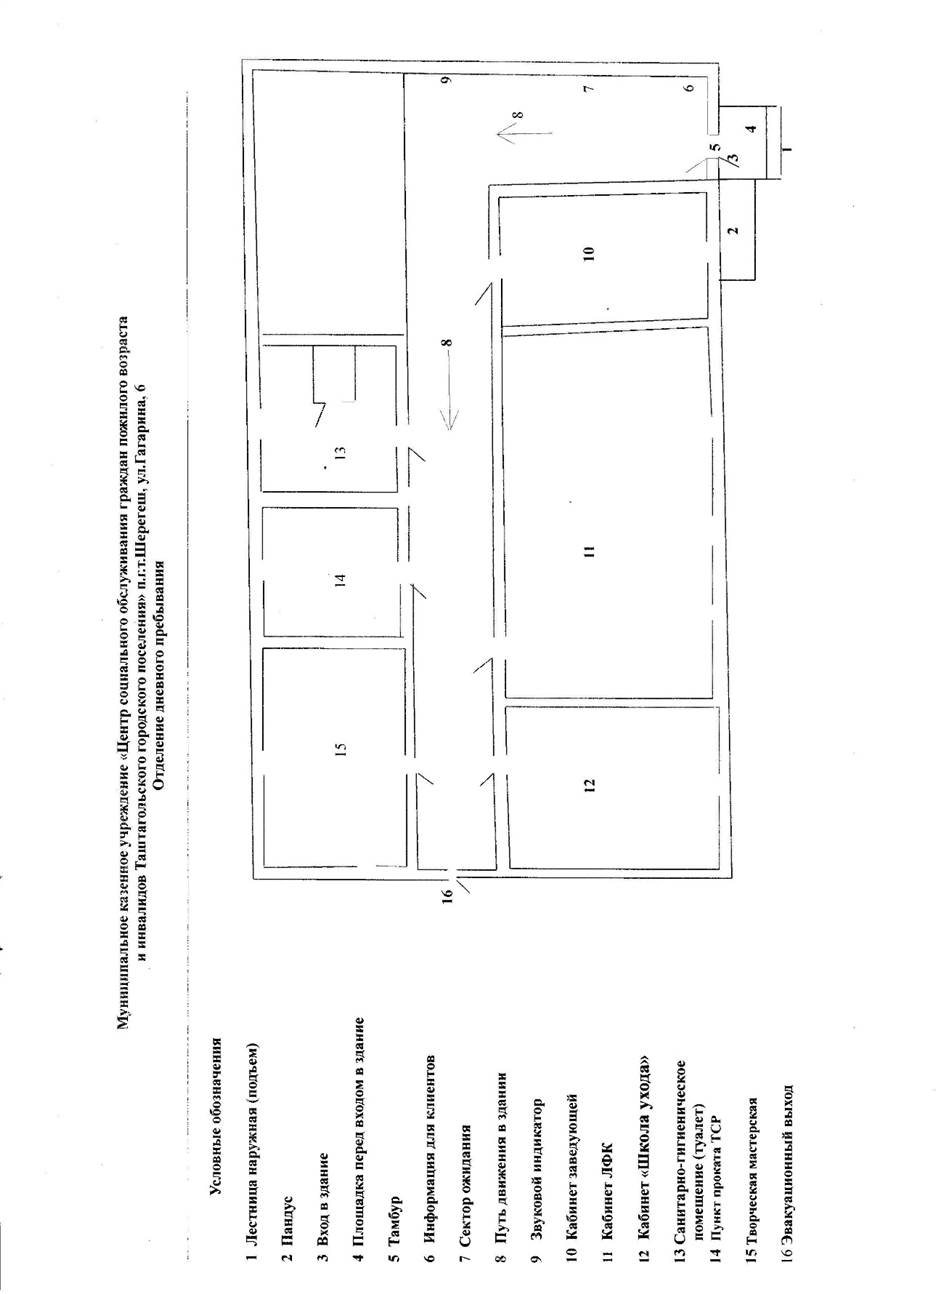 Муниципальное казенное учреждение «Центр социального обслуживания граждан пожилого возраста
и инвалидов Таштагольского городского поселения» п.г.т.Шерегеш, ул.Гагарина, 6
Отделение дневного пребывания
9
7
6
8
5
4
3
1
2
10
8
13
14
11
15
12
16
Условные обозначения
1 Лестница наружная (подъем)
2 Пандус
3 Вход в здание
4 Площадка перед входом в здание
5 Тамбур
6 Информация для клиентов
7 Сектор ожидания
8 Путь движения в здании
9 Звуковой индикатор
10 Кабинет заведующей
11 Кабинет ЛФК
12 Кабинет «Школа ухода»
13 Санитарно-гигиеническое
помещение (туалет)
14 Пункт проката ТСР
15 Творческая мастерская
16 Эвакуационный выход